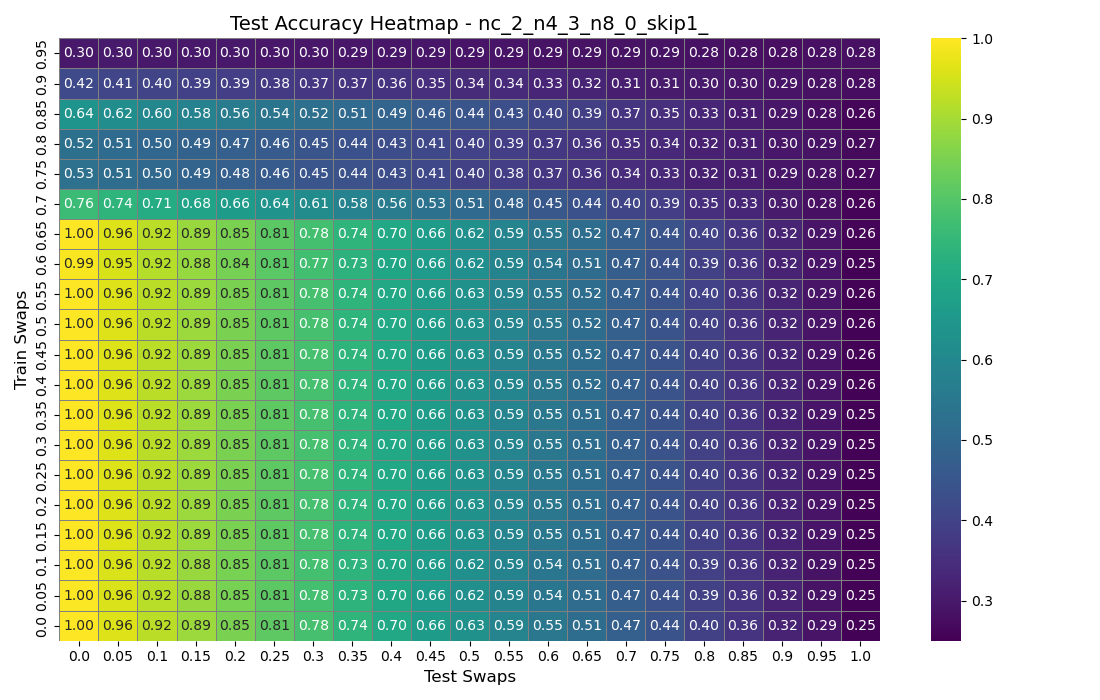 Test Accuracy Heatmap - nc_2_n4_3_n8_0_skip1_
0.95 0.30 0.30 0.30 0.30 0.30 0.30 0.30 0.29 0.29 0.29 0.29 0.29 0.29 0.29 0.29 0.29 0.28 0.28 0.28 0.28 0.28 1.0
0.9 0.42 0.41 0.40 0.39 0.39 0.38 0.37 0.37 0.36 0.35 0.34 0.34 0.33 0.32 0.31 0.31 0.30 0.30 0.29 0.28 0.28
0.85 0.64 0.62 0.60 0.58 0.56 0.54 0.52 0.51 0.49 0.46 0.44 0.43 0.40 0.39 0.37 0.35 0.33 0.31 0.29 0.28 0.26 0.9
0.8 0.52 0.51 0.50 0.49 0.47 0.46 0.45 0.44 0.43 0.41 0.40 0.39 0.37 0.36 0.35 0.34 0.32 0.31 0.30 0.29 0.27
0.75 0.53 0.51 0.50 0.49 0.48 0.46 0.45 0.44 0.43 0.41 0.40 0.38 0.37 0.36 0.34 0.33 0.32 0.31 0.29 0.28 0.27
0.7 0.76 0.74 0.71 0.68 0.66 0.64 0.61 0.58 0.56 0.53 0.51 0.48 0.45 0.44 0.40 0.39 0.35 0.33 0.30 0.28 0.26 0.8
0.65 1.00 0.96 0.92 0.89 0.85 0.81 0.78 0.74 0.70 0.66 0.62 0.59 0.55 0.52 0.47 0.44 0.40 0.36 0.32 0.29 0.26
0.6 0.99 0.95 0.92 0.88 0.84 0.81 0.77 0.73 0.70 0.66 0.62 0.59 0.54 0.51 0.47 0.44 0.39 0.36 0.32 0.29 0.25
0.55 1.00 0.96 0.92 0.89 0.85 0.81 0.78 0.74 0.70 0.66 0.63 0.59 0.55 0.52 0.47 0.44 0.40 0.36 0.32 0.29 0.26 0.7
0.5 1.00 0.96 0.92 0.89 0.85 0.81 0.78 0.74 0.70 0.66 0.63 0.59 0.55 0.52 0.47 0.44 0.40 0.36 0.32 0.29 0.26
Train Swaps
0.45 1.00 0.96 0.92 0.89 0.85 0.81 0.78 0.74 0.70 0.66 0.63 0.59 0.55 0.52 0.47 0.44 0.40 0.36 0.32 0.29 0.26 0.6
0.4 1.00 0.96 0.92 0.89 0.85 0.81 0.78 0.74 0.70 0.66 0.63 0.59 0.55 0.52 0.47 0.44 0.40 0.36 0.32 0.29 0.26
0.35 1.00 0.96 0.92 0.89 0.85 0.81 0.78 0.74 0.70 0.66 0.63 0.59 0.55 0.51 0.47 0.44 0.40 0.36 0.32 0.29 0.25
0.3 1.00 0.96 0.92 0.89 0.85 0.81 0.78 0.74 0.70 0.66 0.63 0.59 0.55 0.51 0.47 0.44 0.40 0.36 0.32 0.29 0.25 0.5
0.25 1.00 0.96 0.92 0.89 0.85 0.81 0.78 0.74 0.70 0.66 0.63 0.59 0.55 0.51 0.47 0.44 0.40 0.36 0.32 0.29 0.25
0.2 1.00 0.96 0.92 0.89 0.85 0.81 0.78 0.74 0.70 0.66 0.63 0.59 0.55 0.51 0.47 0.44 0.40 0.36 0.32 0.29 0.25
0.15 1.00 0.96 0.92 0.89 0.85 0.81 0.78 0.74 0.70 0.66 0.63 0.59 0.55 0.51 0.47 0.44 0.40 0.36 0.32 0.29 0.25 0.4
0.1 1.00 0.96 0.92 0.88 0.85 0.81 0.78 0.73 0.70 0.66 0.62 0.59 0.54 0.51 0.47 0.44 0.39 0.36 0.32 0.29 0.25
0.05 1.00 0.96 0.92 0.88 0.85 0.81 0.78 0.73 0.70 0.66 0.62 0.59 0.54 0.51 0.47 0.44 0.39 0.36 0.32 0.29 0.25 0.3
0.0 1.00 0.96 0.92 0.89 0.85 0.81 0.78 0.74 0.70 0.66 0.63 0.59 0.55 0.51 0.47 0.44 0.40 0.36 0.32 0.29 0.25
0.0 0.05 0.1 0.15 0.2 0.25 0.3 0.35 0.4 0.45 0.5 0.55 0.6 0.65 0.7 0.75 0.8 0.85 0.9 0.95 1.0
Test Swaps